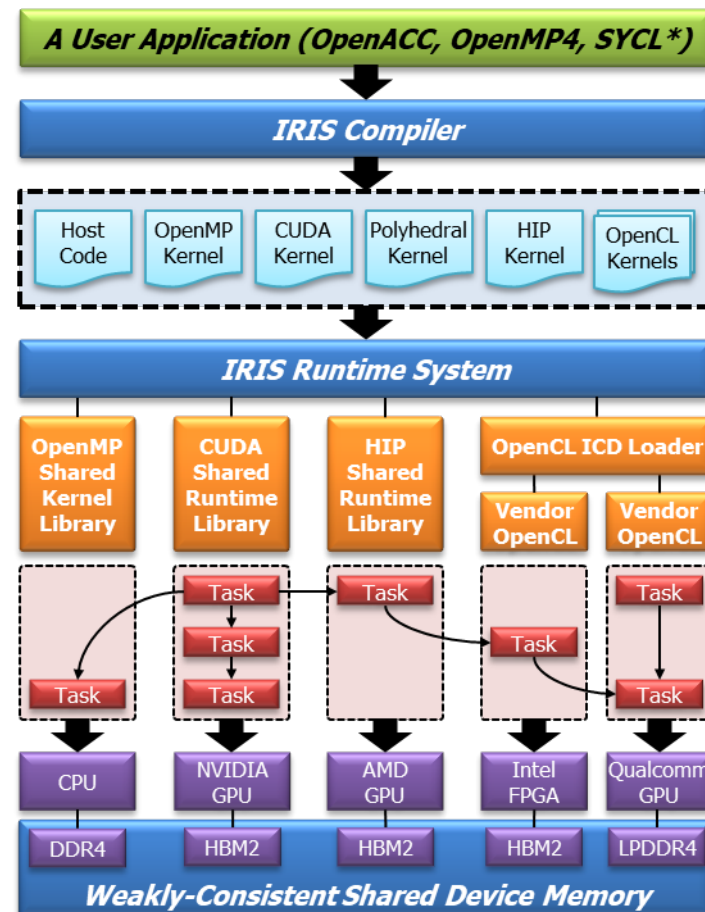 A User Application (OpenACC, OpenMP4, SYCL*)
IRIS Compiler
Host
Code
OpenMP
Kernel
CUDA
Kernel
Polyhedral
Kernel
HIP
Kernel
OpenCL
Kernels
IRIS Runtime System
OpenMP
Shared
Kernel
Library
CUDA
Shared
Runtime
Library
HIP
Shared
Runtime
Library
OpenCL ICD Loader
Vendor
OpenCL
Vendor
OpenCL
Task
Task
Task
Task
Task
Task
Task
Task
Task
CPU
NVIDIA
GPU
AMD
GPU
Intel
FPGA
Qualcomm
GPU
DDR4
HBM2
HBM2
HBM2
LPDDR4
Weakly-Consistent Shared Device Memory